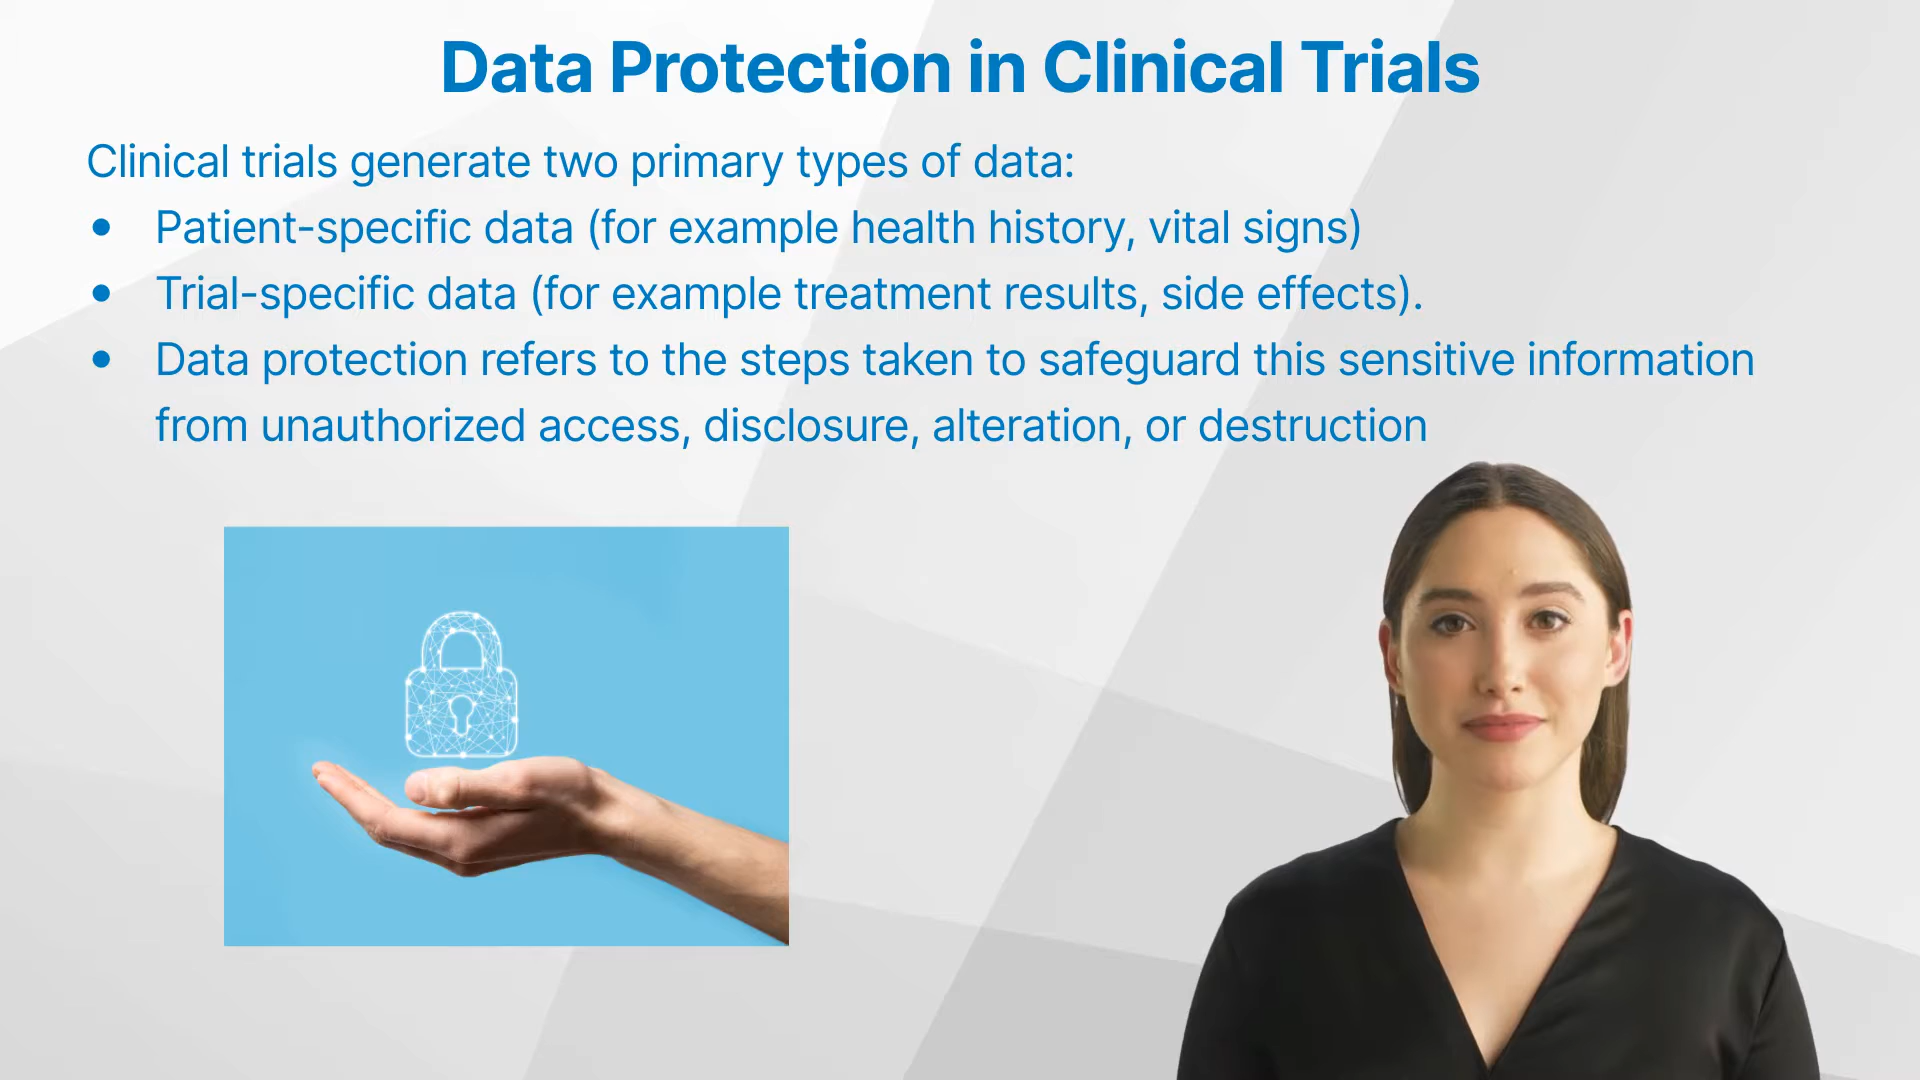 Data Protection in Clinical Trials
Clinical trials generate two primary types of data:
• Patient-specific data (for example health history, vital signs)
• Trial-specific data (for example treatment results, side effects).
• Data protection refers to the steps taken to safeguard this sensitive information
from unauthorized access, disclosure, alteration, or destruction